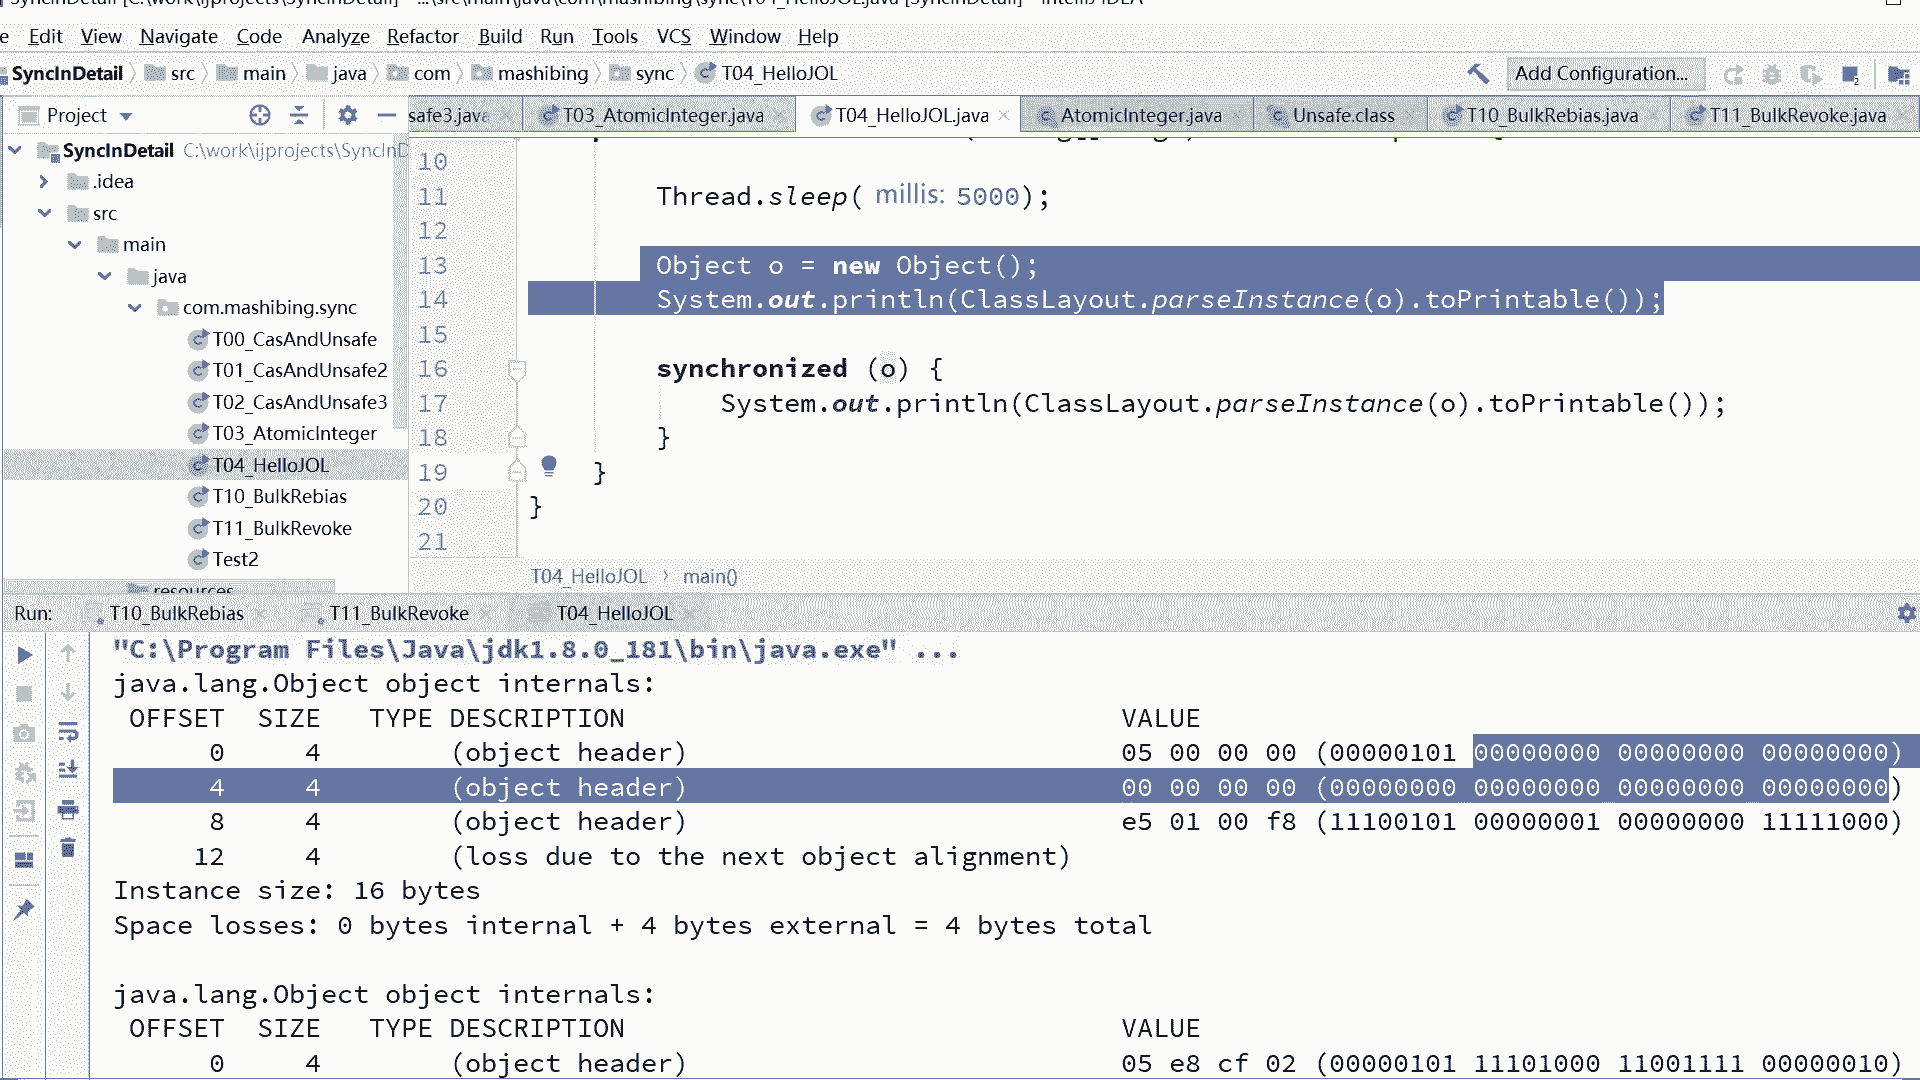 SyncInDetail [C:\work\ijprojects\SyncInDetail] - ...\src\main\java\com\mashibing\sync\T04_HelloJOL.java [SyncInDetail] - IntelliJ IDEA
e Edit View Navigate Code Analyze Refactor Build Run Tools VCS Window Help
SyncInDetail src main java com mashibing sync T04_HelloJOL Add Configuration...
Project safe3.java T03_AtomicInteger.java T04_HelloJOL.java AtomicInteger.java Unsafe.class T10_BulkRebias.java T11_BulkRevoke.java
SyncInDetail C:\work\ijprojects\SyncInD
.idea
src
main
java
com.mashibing.sync
T00_CasAndUnsafe
T01_CasAndUnsafe2
T02_CasAndUnsafe3
T03_AtomicInteger
T04_HelloJOL
T10_BulkRebias
T11_BulkRevoke
Test2
resources
10
11 Thread.sleep( millis: 5000);
12
13 Object o = new Object();
14 System.out.println(ClassLayout.parseInstance(o).toPrintable());
15
16 synchronized (o) {
17 System.out.println(ClassLayout.parseInstance(o).toPrintable());
18 }
19 }
20 }
21
T04_HelloJOL › main()
Run: T10_BulkRebias T11_BulkRevoke T04_HelloJOL
"C:\Program Files\Java\jdk1.8.0_181\bin\java.exe" ...
java.lang.Object object internals:
OFFSET SIZE TYPE DESCRIPTION VALUE
0 4 (object header) 05 00 00 00 (00000101 00000000 00000000 00000000)
4 4 (object header) 00 00 00 00 (00000000 00000000 00000000 00000000)
8 4 (object header) e5 01 00 f8 (11100101 00000001 00000000 11111000)
12 4 (loss due to the next object alignment)
Instance size: 16 bytes
Space losses: 0 bytes internal + 4 bytes external = 4 bytes total
java.lang.Object object internals:
OFFSET SIZE TYPE DESCRIPTION VALUE
0 4 (object header) 05 e8 cf 02 (00000101 11101000 11001111 00000010)